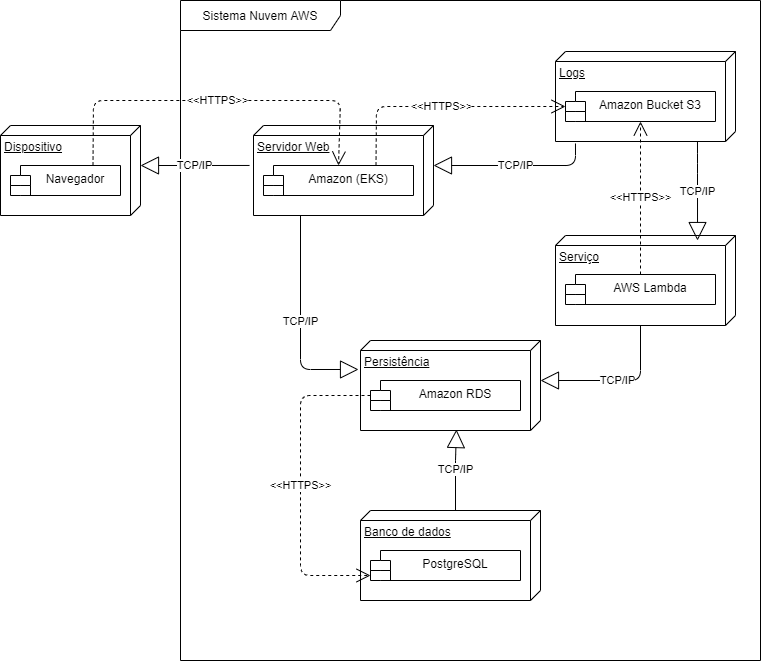 Sistema Nuvem AWS
<<HTTPS>>
<<HTTPS>>
Logs
Amazon Bucket S3
Dispositivo
Navegador
TCP/IP
Servidor Web
Amazon (EKS)
TCP/IP
TCP/IP
<<HTTPS>>
Serviço
AWS Lambda
TCP/IP
Persistência
Amazon RDS
TCP/IP
TCP/IP
<<HTTPS>>
Banco de dados
PostgreSQL